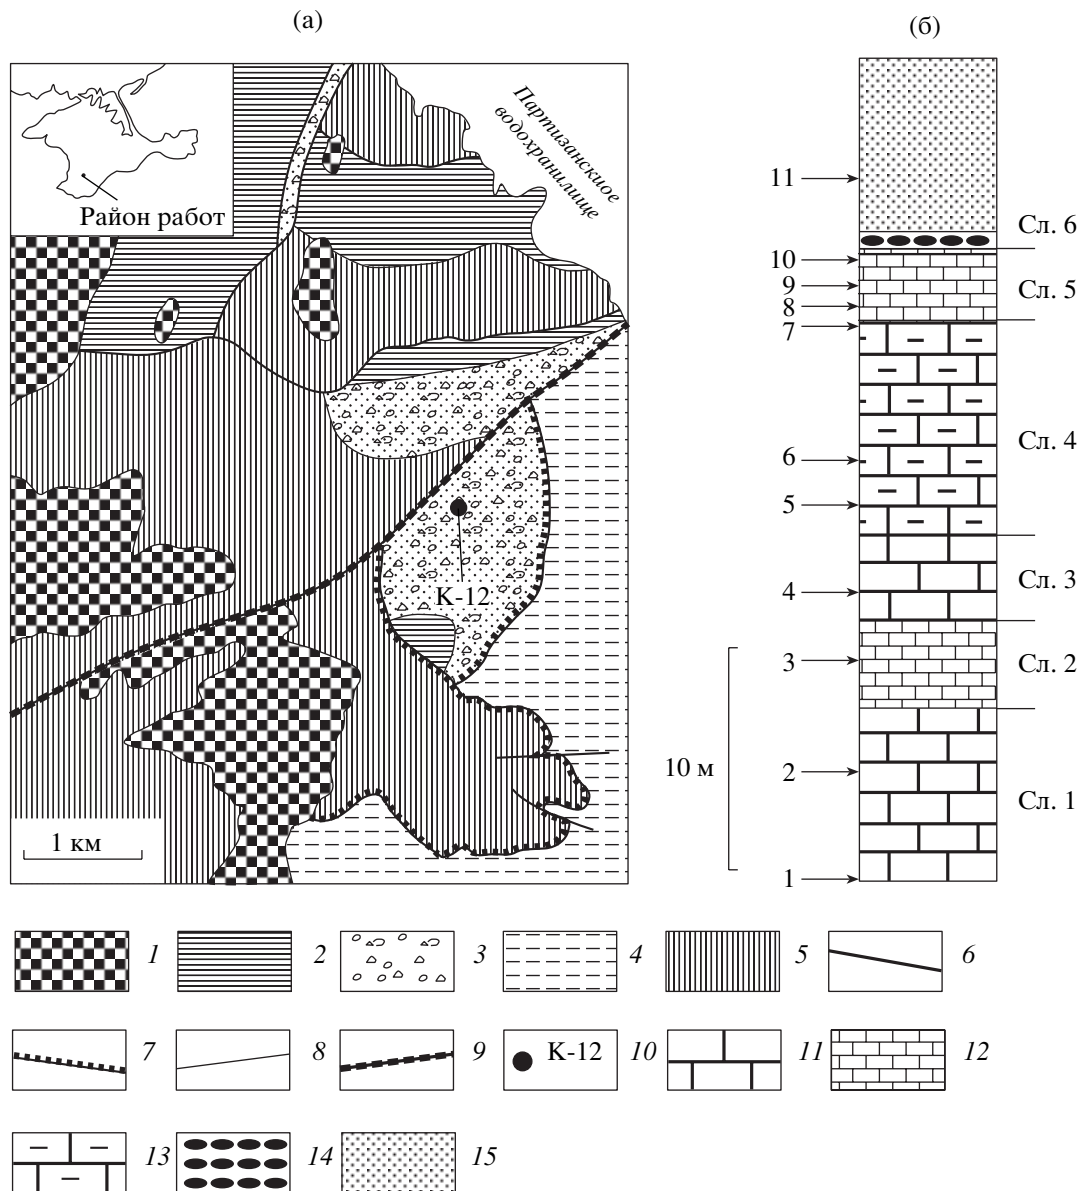 (а)
(б)
Партизанскиое
водохранилище
Район работ
К-12
1 км
11
10
9
8
7
6
5
4
3
2
1
10 м
Сл. 6
Сл. 5
Сл. 4
Сл. 3
Сл. 2
Сл. 1
1
2
3
4
5
6
7
8
9
К-12
10
11
12
13
14
15